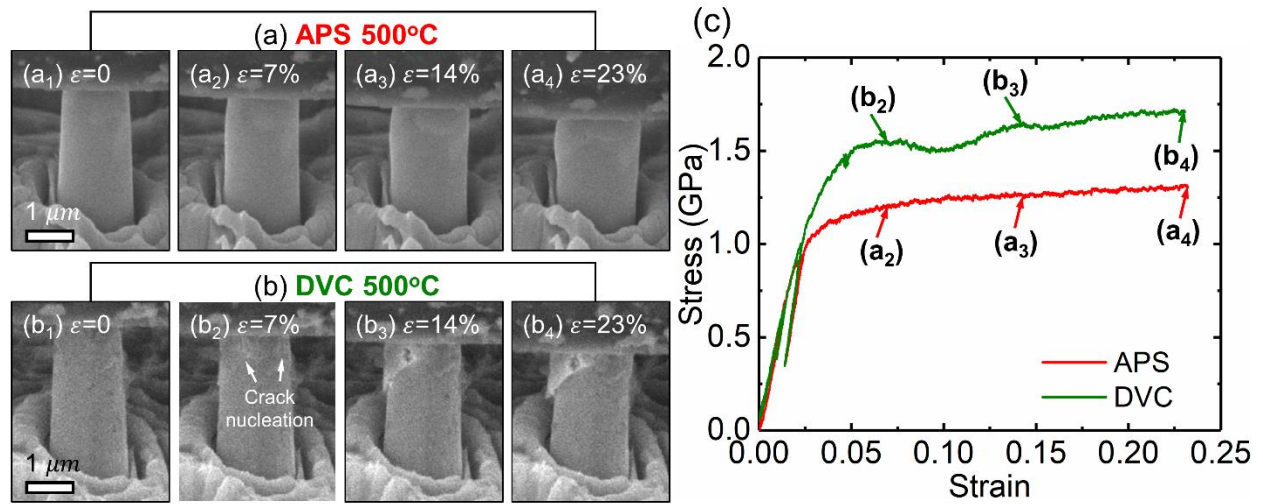 (a) APS 500°C
(a₁) ε=0
(a₂) ε=7%
(a₃) ε=14%
(a₄) ε=23%
1 μm
(b) DVC 500°C
(b₁) ε=0
(b₂) ε=7%
(b₃) ε=14%
(b₄) ε=23%
Crack
nucleation
1 μm
(c)
Stress (GPa)
2.0
1.5
1.0
0.5
0.0
(b₂)
(b₃)
(b₄)
(a₂)
(a₃)
(a₄)
APS
DVC
0.00
0.05
0.10
0.15
0.20
0.25
Strain